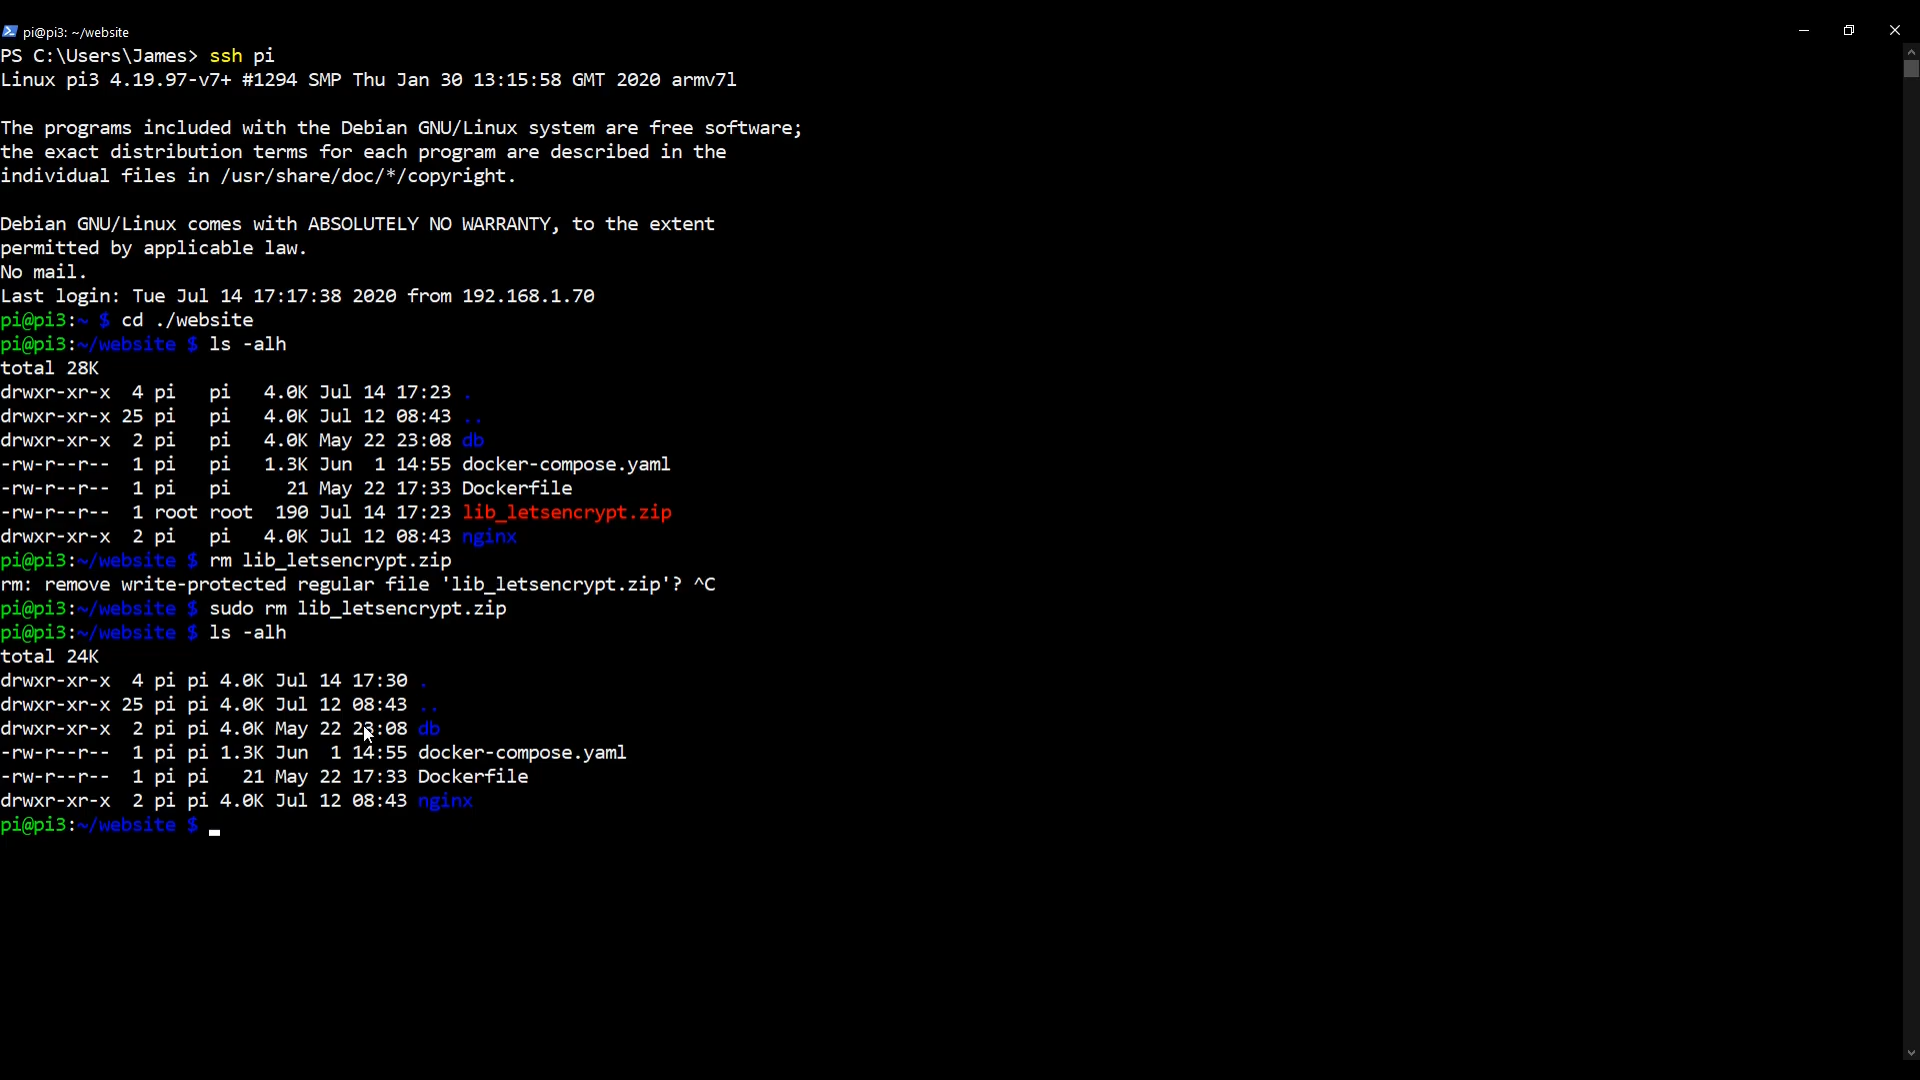 pi@pi3: ~/website
PS C:\Users\James> ssh pi
Linux pi3 4.19.97-v7+ #1294 SMP Thu Jan 30 13:15:58 GMT 2020 armv7l
The programs included with the Debian GNU/Linux system are free software;
the exact distribution terms for each program are described in the
individual files in /usr/share/doc/*/copyright.
Debian GNU/Linux comes with ABSOLUTELY NO WARRANTY, to the extent
permitted by applicable law.
No mail.
Last login: Tue Jul 14 17:17:38 2020 from 192.168.1.70
pi@pi3:~ $ cd ./website
pi@pi3:~/website $ ls -alh
total 28K
drwxr-xr-x  4 pi   pi   4.0K Jul 14 17:23 .
drwxr-xr-x 25 pi   pi   4.0K Jul 12 08:43 ..
drwxr-xr-x  2 pi   pi   4.0K May 22 23:08 db
-rw-r--r--  1 pi   pi   1.3K Jun  1 14:55 docker-compose.yaml
-rw-r--r--  1 pi   pi     21 May 22 17:33 Dockerfile
-rw-r--r--  1 root root  190 Jul 14 17:23 lib_letsencrypt.zip
drwxr-xr-x  2 pi   pi   4.0K Jul 12 08:43 nginx
pi@pi3:~/website $ rm lib_letsencrypt.zip
rm: remove write-protected regular file 'lib_letsencrypt.zip'? ^C
pi@pi3:~/website $ sudo rm lib_letsencrypt.zip
pi@pi3:~/website $ ls -alh
total 24K
drwxr-xr-x  4 pi pi 4.0K Jul 14 17:30 .
drwxr-xr-x 25 pi pi 4.0K Jul 12 08:43 ..
drwxr-xr-x  2 pi pi 4.0K May 22 23:08 db
-rw-r--r--  1 pi pi 1.3K Jun  1 14:55 docker-compose.yaml
-rw-r--r--  1 pi pi   21 May 22 17:33 Dockerfile
drwxr-xr-x  2 pi pi 4.0K Jul 12 08:43 nginx
pi@pi3:~/website $